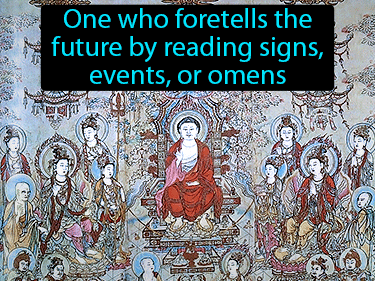 One who foretells the
future by reading signs,
events, or omens